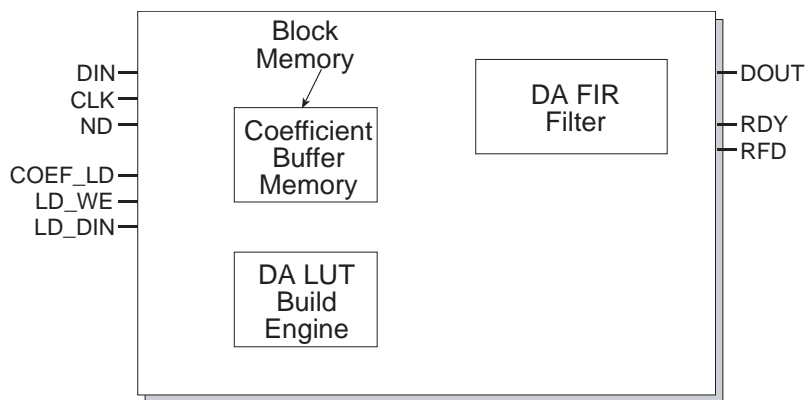 Block
Memory
DIN
CLK
ND
COEF_LD
LD_WE
LD_DIN
Coefficient
Buffer
Memory
DA LUT
Build
Engine
DA FIR
Filter
DOUT
RDY
RFD